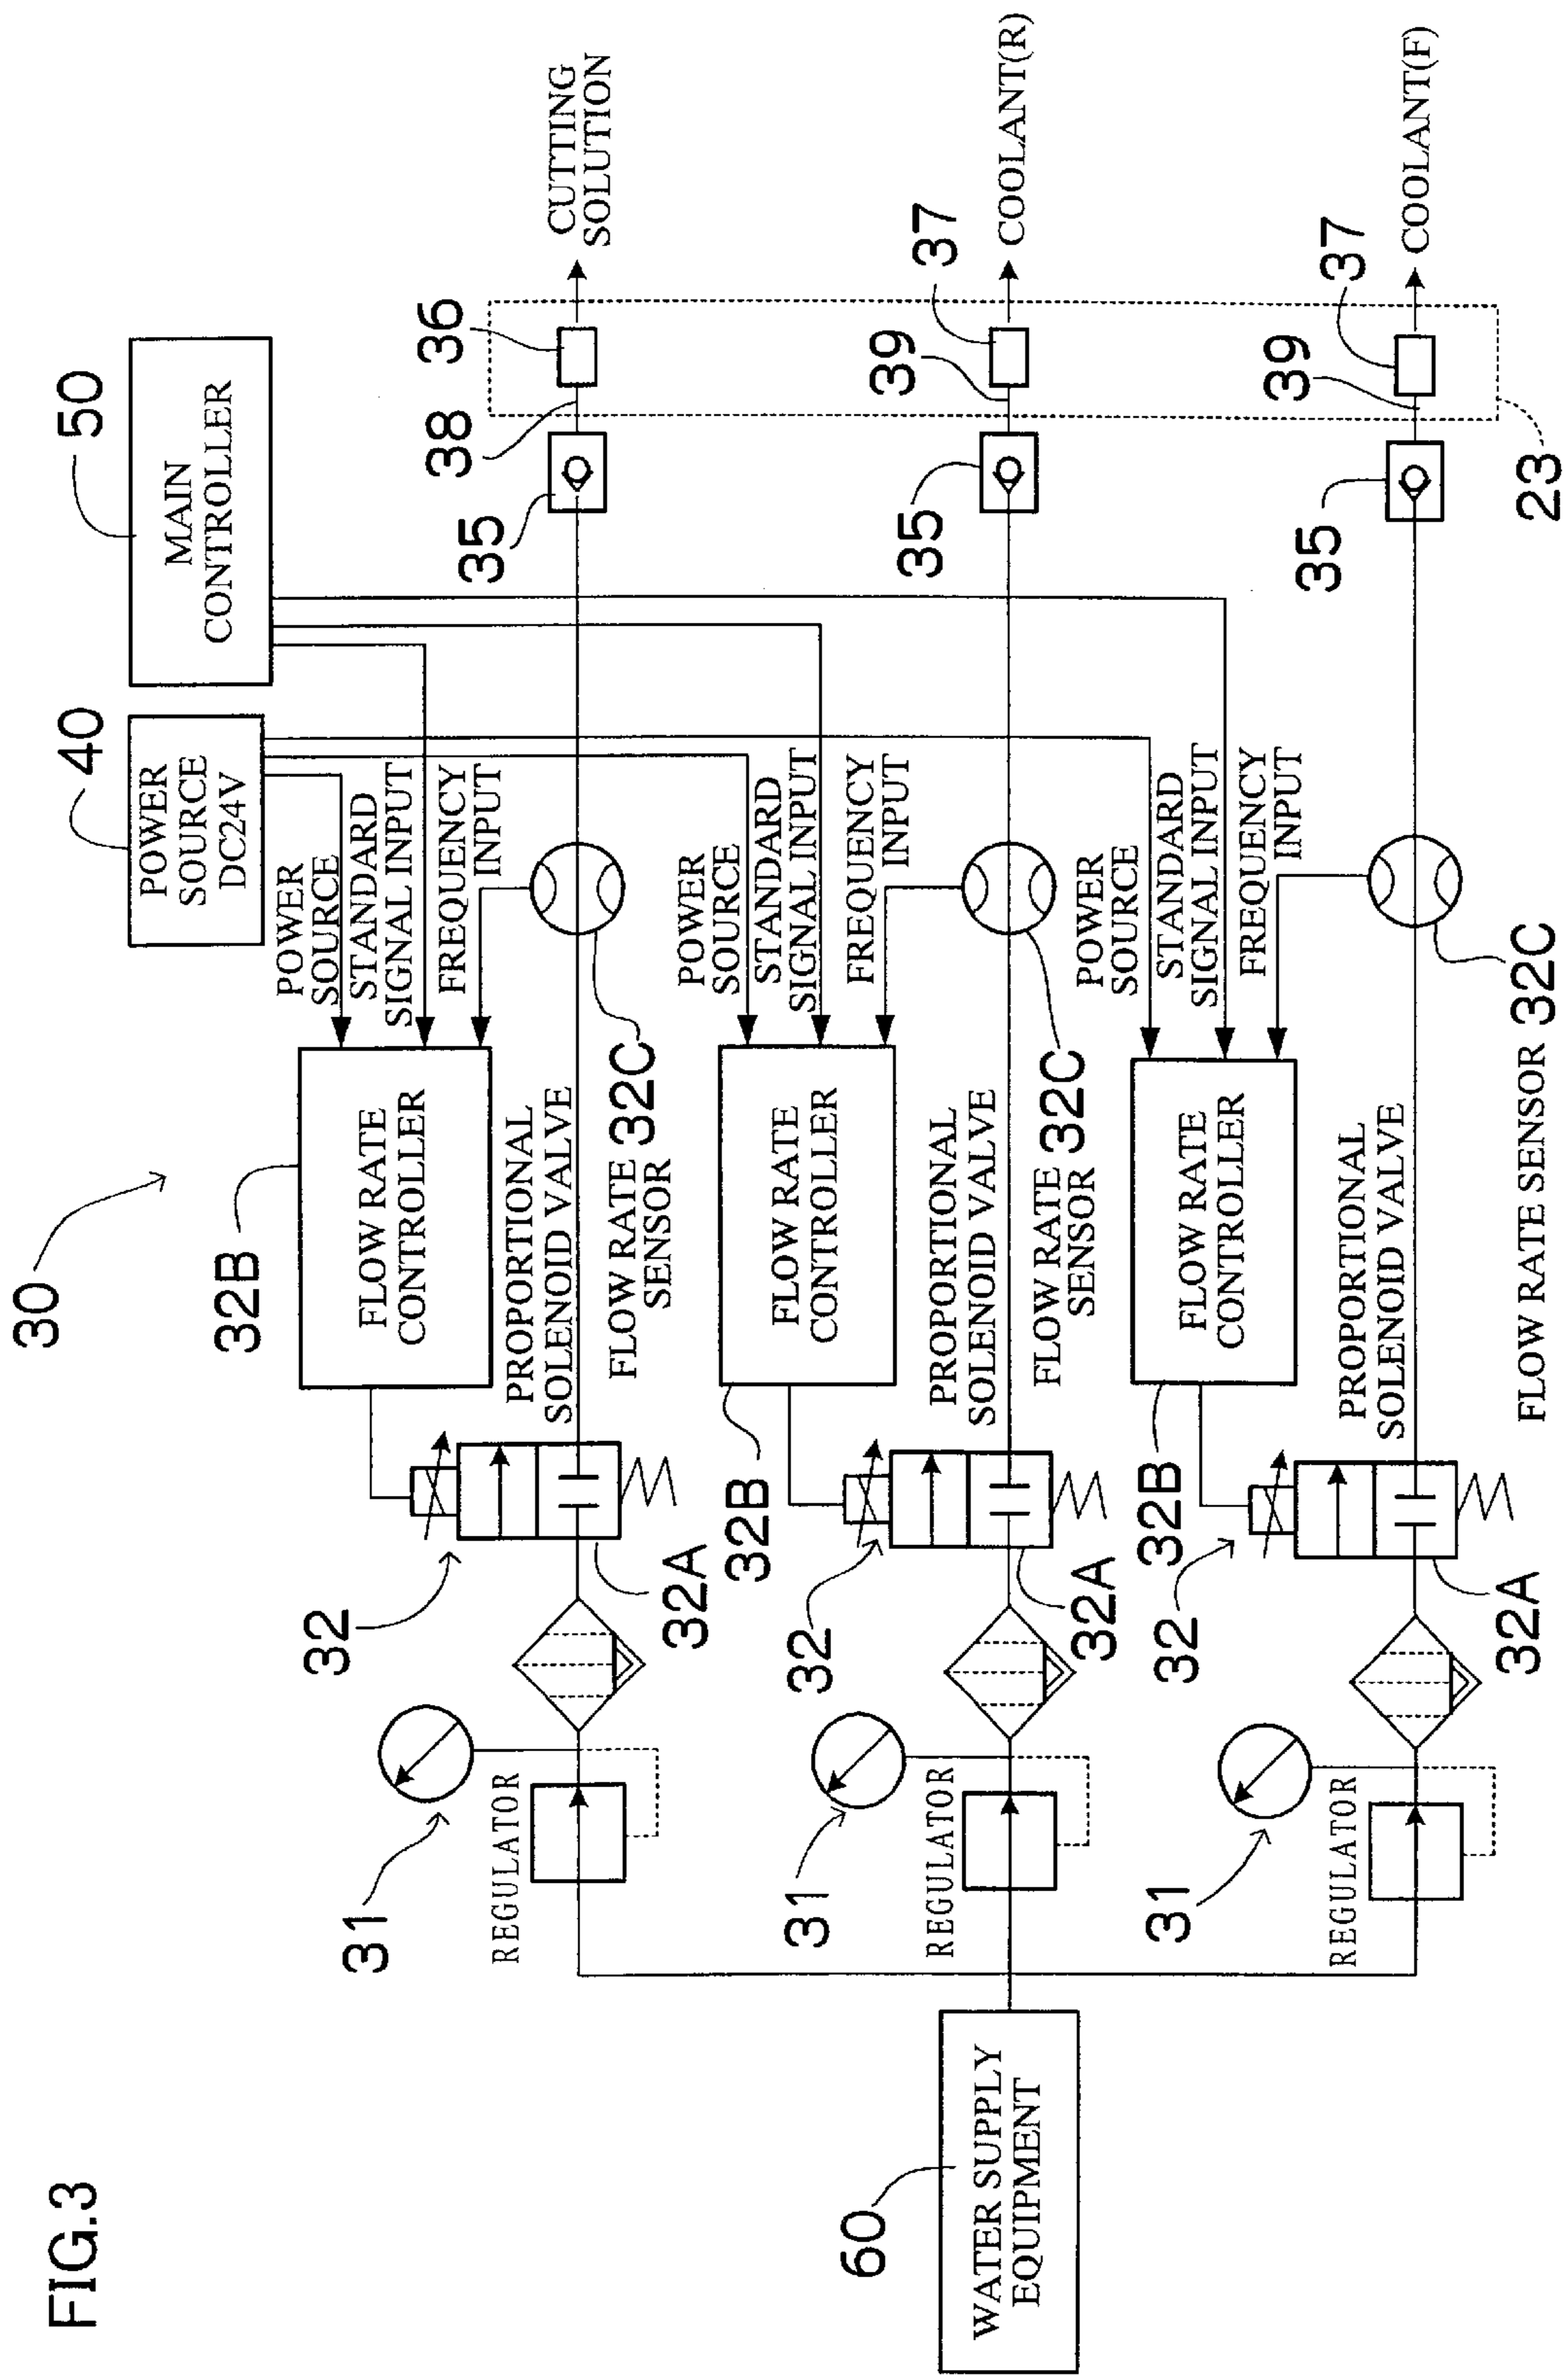 FIG.3
30
40
POWER
SOURCE
DC24V
50
MAIN
CONTROLLER
32B
FLOW RATE
CONTROLLER
POWER
SOURCE
STANDARD
SIGNAL INPUT
FREQUENCY
INPUT
31
REGULATOR
32
32A
PROPORTIONAL
SOLENOID VALVE
FLOW RATE
SENSOR
32C
35
38
36
CUTTING
SOLUTION
32B
FLOW RATE
CONTROLLER
POWER
SOURCE
STANDARD
SIGNAL INPUT
FREQUENCY
INPUT
60
WATER SUPPLY
EQUIPMENT
31
REGULATOR
32
32A
PROPORTIONAL
SOLENOID VALVE
FLOW RATE
SENSOR
32C
35
39
37
COOLANT(R)
32B
FLOW RATE
CONTROLLER
POWER
SOURCE
STANDARD
SIGNAL INPUT
FREQUENCY
INPUT
31
REGULATOR
32
32A
PROPORTIONAL
SOLENOID VALVE
FLOW RATE SENSOR 32C
35
39
37
COOLANT(F)
23